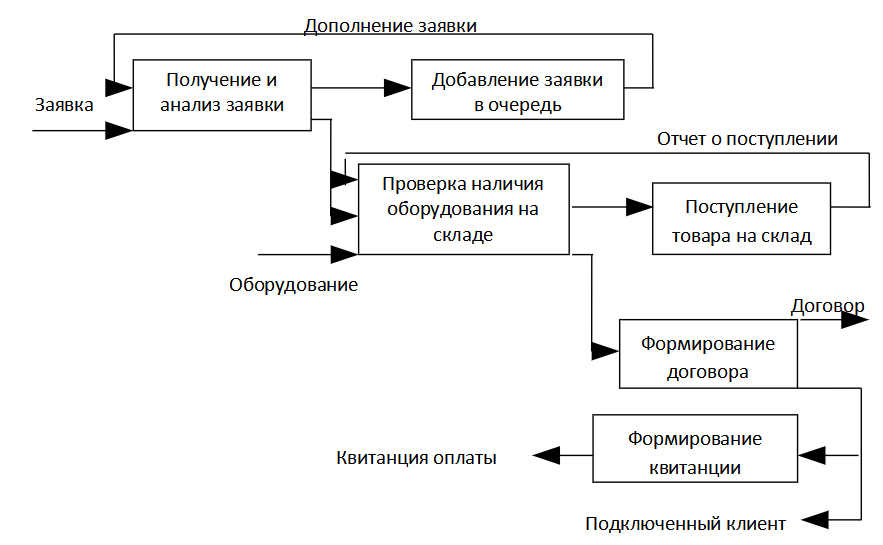 Дополнение заявки
Получение и
анализ заявки
Добавление заявки
в очередь
Заявка
Отчет о поступлении
Проверка наличия
оборудования на
складе
Поступление
товара на склад
Оборудование
Договор
Формирование
договора
Формирование
квитанции
Квитанция оплаты
Подключенный клиент